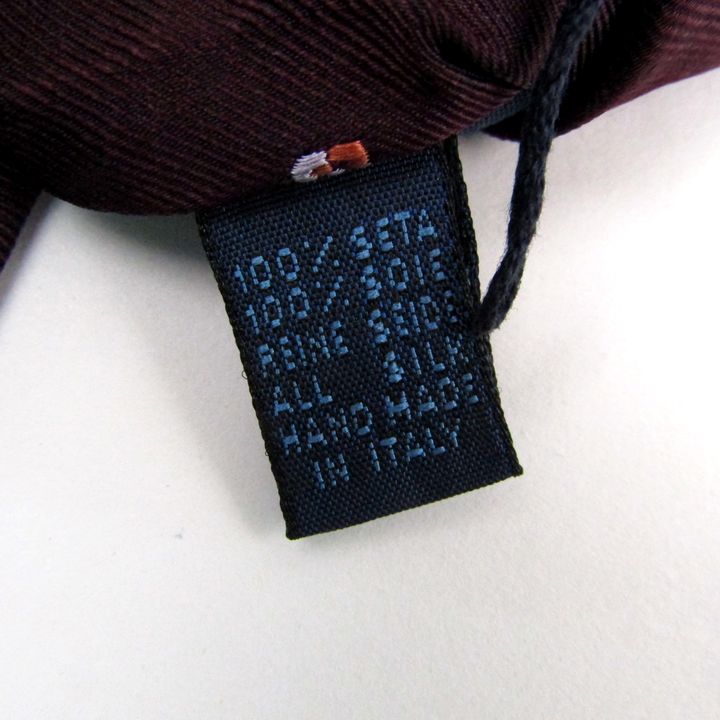 100% SETA
100% SOIE
REINE SEIDE
ALL SILK
HAND MADE
IN ITALY